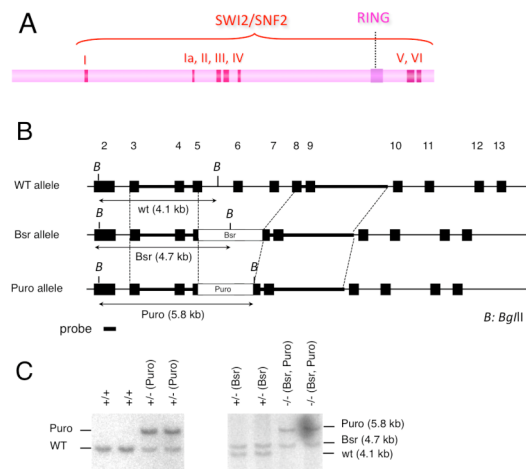 A
SWI2/SNF2
RING
I
Ia, II, III, IV
V, VI
B
2 3 4 5 6 7 8 9 10 11 12 13
B B
WT allele
wt (4.1 kb)
B B
Bsr allele
Bsr
Bsr (4.7 kb)
B B
Puro allele
Puro
Puro (5.8 kb)
B: BglII
probe
C
+/+ +/+ +/- (Puro) +/- (Puro) +/- (Bsr) +/- (Bsr) -/- (Bsr, Puro) -/- (Bsr, Puro)
Puro
WT
Puro (5.8 kb)
Bsr (4.7 kb)
wt (4.1 kb)